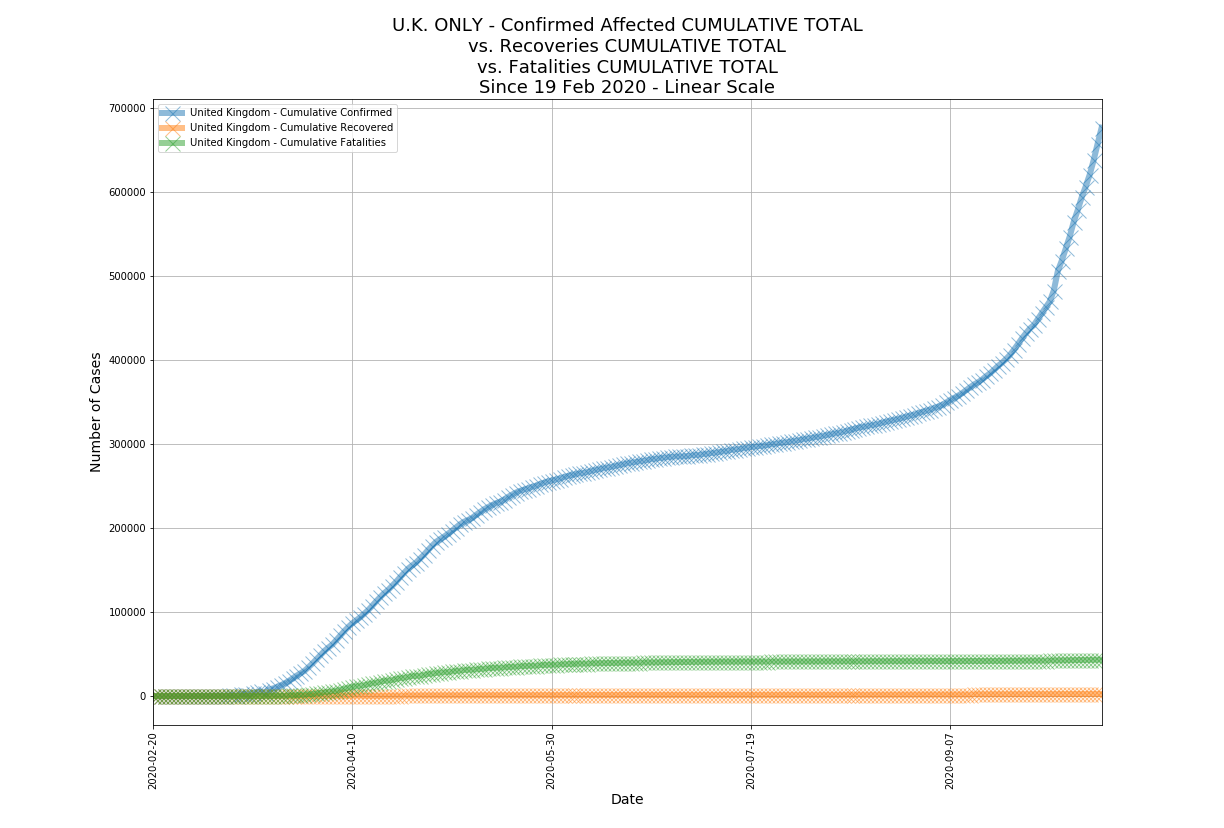 U.K. ONLY - Confirmed Affected CUMULATIVE TOTAL
vs. Recoveries CUMULATIVE TOTAL
vs. Fatalities CUMULATIVE TOTAL
Since 19 Feb 2020 - Linear Scale
United Kingdom - Cumulative Confirmed
United Kingdom - Cumulative Recovered
United Kingdom - Cumulative Fatalities
Number of Cases
700000
600000
500000
400000
300000
200000
100000
0
2020-02-20
2020-04-10
2020-05-30
2020-07-19
2020-09-07
Date